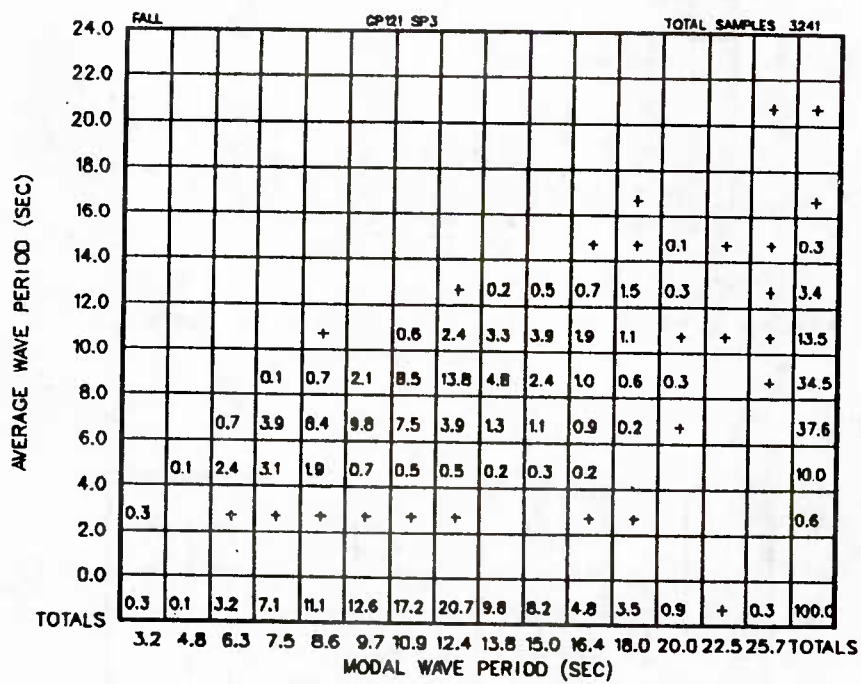 FALL GP121 SP3 TOTAL SAMPLES 3241
24.0
22.0
20.0 + +
18.0
16.0 + +
14.0 + + 0.1 + + 0.3
12.0 + 0.2 0.5 0.7 1.5 0.3 + 3.4
10.0 + 0.6 2.4 3.3 3.9 1.9 1.1 + + + 13.5
8.0 0.1 0.7 2.1 8.5 13.8 4.8 2.4 1.0 0.6 0.3 + 34.5
6.0 0.7 3.9 8.4 9.8 7.5 3.9 1.3 1.1 0.9 0.2 + 37.6
4.0 0.1 2.4 3.1 1.9 0.7 0.5 0.5 0.2 0.3 0.2 10.0
2.0 0.3 + + + + + + + + 0.6
0.0
TOTALS 0.3 0.1 3.2 7.1 11.1 12.6 17.2 20.7 9.8 8.2 4.8 3.5 0.9 + 0.3 100.0
3.2 4.8 6.3 7.5 8.6 9.7 10.9 12.4 13.8 15.0 16.4 18.0 20.0 22.5 25.7 TOTALS
MODAL WAVE PERIOD (SEC)
AVERAGE WAVE PERIOD (SEC)